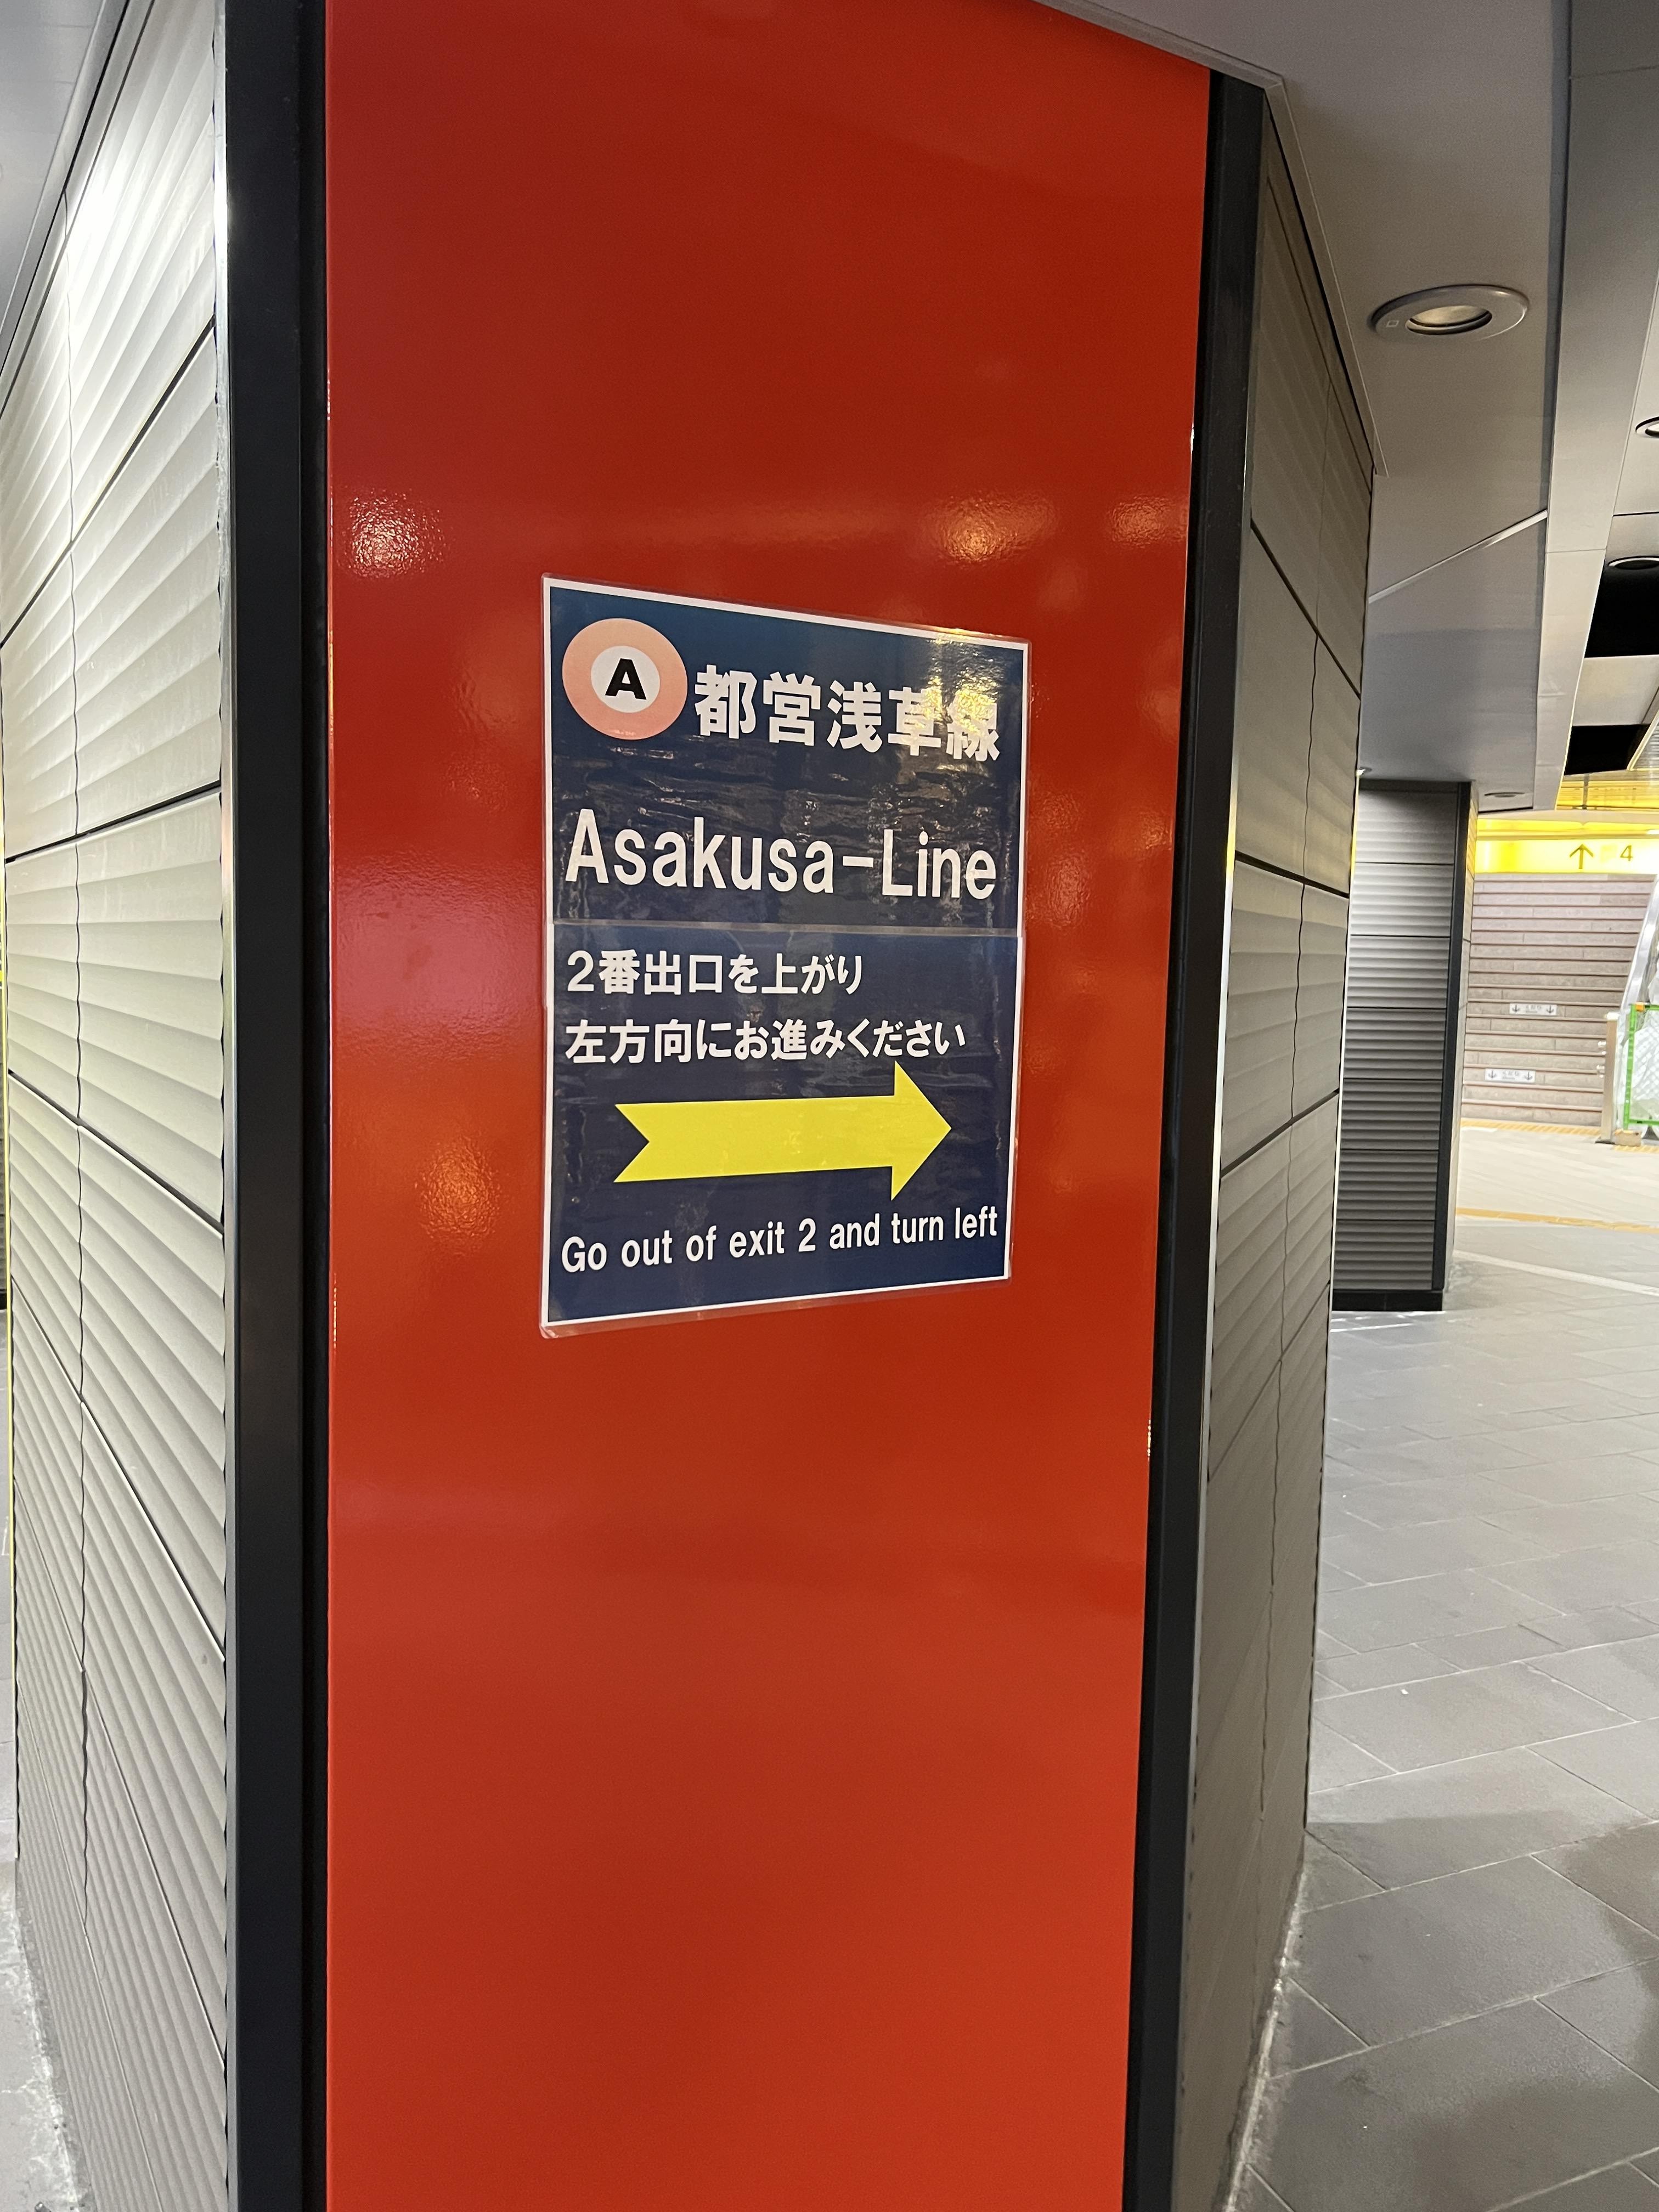 A 都営浅草線
Asakusa-Line
2番出口を上がり
左方向にお進みください
Go out of exit 2 and turn left
↑ 4